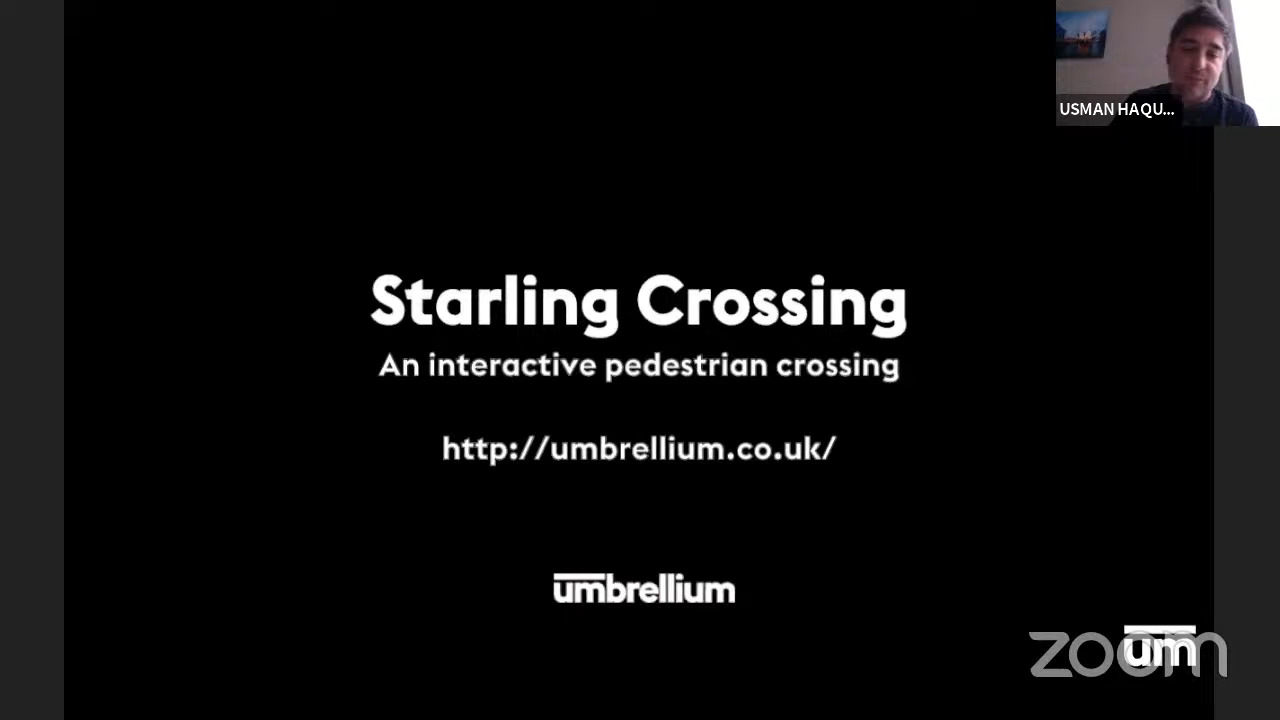 USMAN HAQU...
Starling Crossing
An interactive pedestrian crossing
http://umbrellium.co.uk/
umbrellium
um
zoom